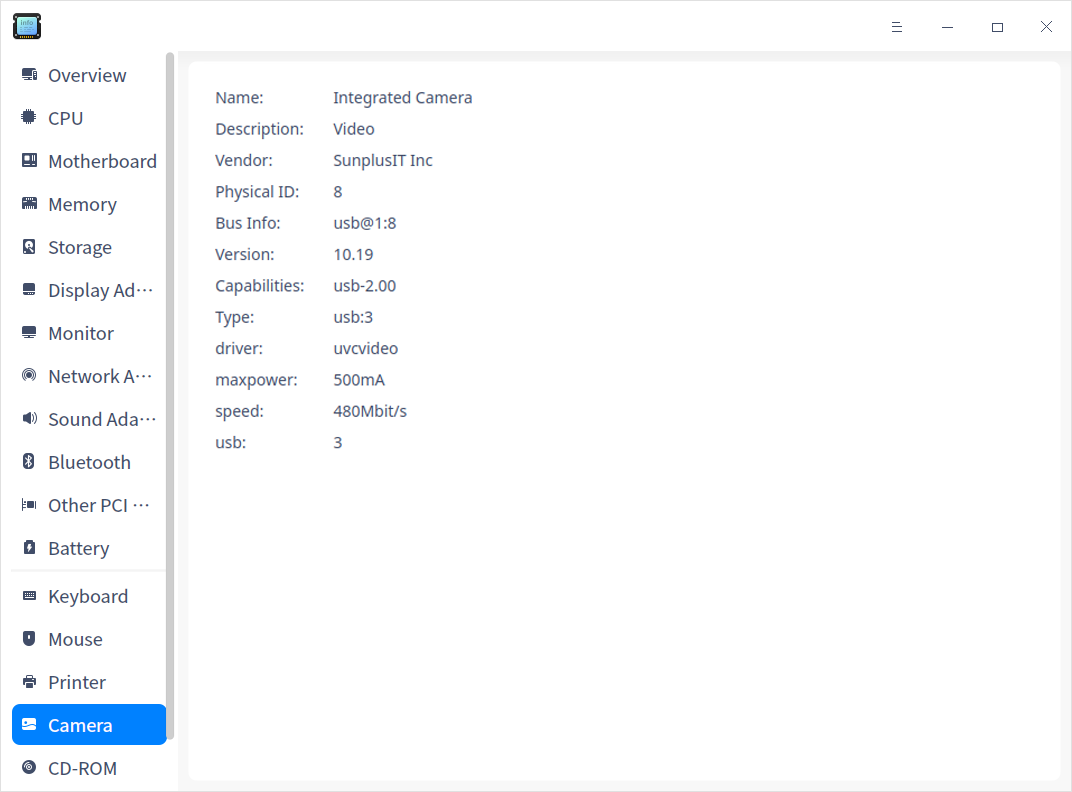 info
Overview
CPU
Motherboard
Memory
Storage
Display Ad···
Monitor
Network A···
Sound Ada···
Bluetooth
Other PCI ···
Battery
Keyboard
Mouse
Printer
Camera
CD-ROM
Name: Integrated Camera
Description: Video
Vendor: SunplusIT Inc
Physical ID: 8
Bus Info: usb@1:8
Version: 10.19
Capabilities: usb-2.00
Type: usb:3
driver: uvcvideo
maxpower: 500mA
speed: 480Mbit/s
usb: 3